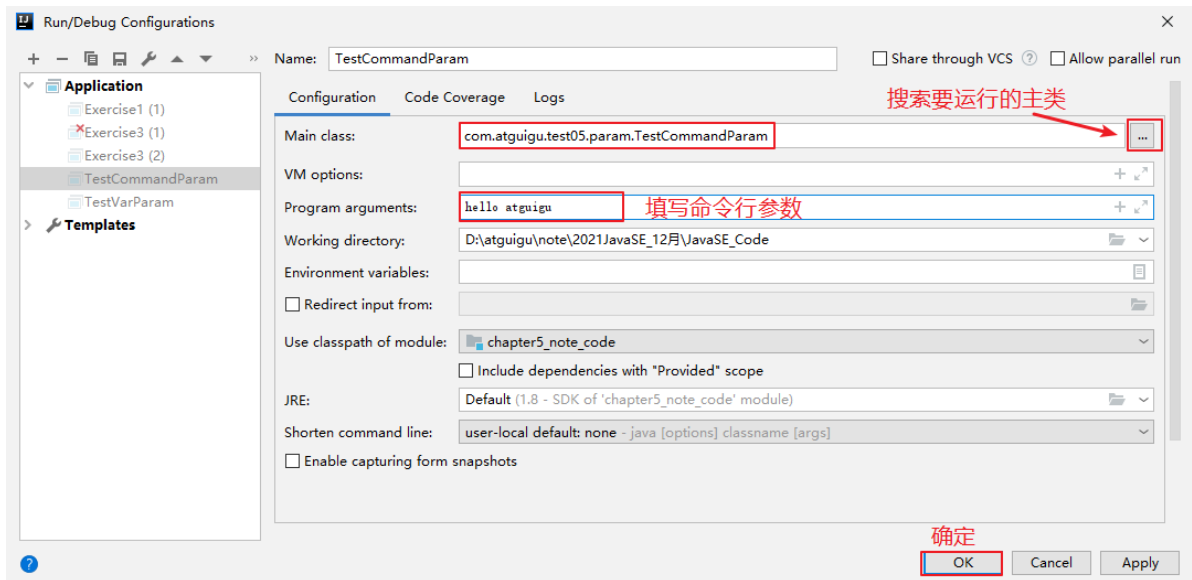 Run/Debug Configurations
Name: TestCommandParam Share through VCS Allow parallel run
Application
Exercise1 (1)
Exercise3 (1)
Exercise3 (2)
TestCommandParam
TestVarParam
Templates
Configuration Code Coverage Logs
搜索要运行的主类
Main class: com.atguigu.test05.param.TestCommandParam ...
VM options:
Program arguments: hello atguigu 填写命令行参数
Working directory: D:\atguigu\note\2021JavaSE_12月\JavaSE_Code
Environment variables:
Redirect input from:
Use classpath of module: chapter5_note_code
Include dependencies with "Provided" scope
JRE: Default (1.8 - SDK of 'chapter5_note_code' module)
Shorten command line: user-local default: none - java [options] classname [args]
Enable capturing form snapshots
确定
? OK Cancel Apply